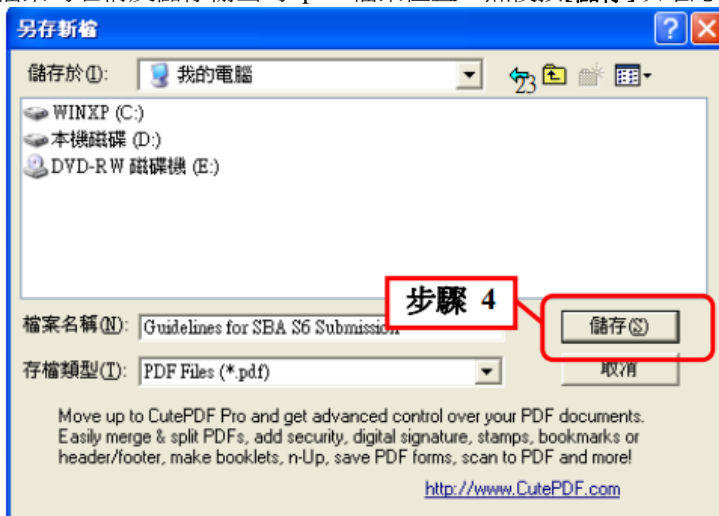 另存新檔
儲存於(I): 我的電腦
23
WINXP (C:)
本機磁碟 (D:)
DVD-RW 磁碟機 (E:)
步驟 4
檔案名稱(N): Guidelines for SBA S6 Submission
儲存(S)
存檔類型(T): PDF Files (*.pdf)
取消
Move up to CutePDF Pro and get advanced control over your PDF documents.
Easily merge & split PDFs, add security, digital signature, stamps, bookmarks or
header/footer, make booklets, n-Up, save PDF forms, scan to PDF and more!
http://www.CutePDF.com